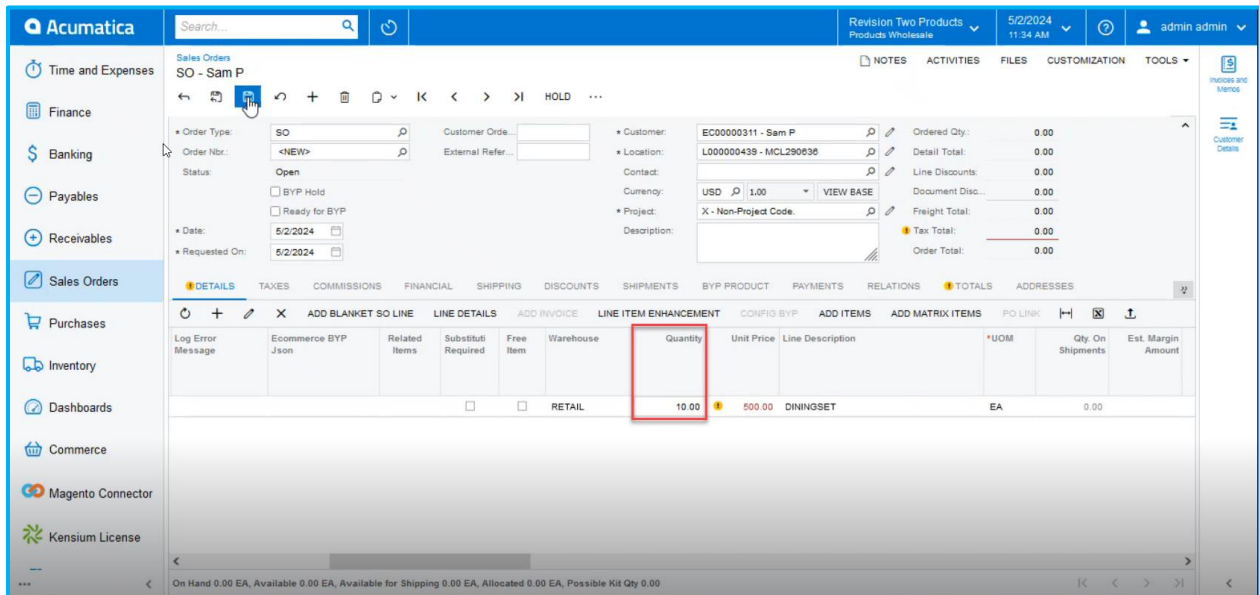 Acumatica
Search...
Revision Two Products
Products Wholesale
5/2/2024
11:34 AM
admin admin
Time and Expenses
Finance
Banking
Payables
Receivables
Sales Orders
Purchases
Inventory
Dashboards
Commerce
Magento Connector
Kensium License
Sales Orders
SO - Sam P
NOTES ACTIVITIES FILES CUSTOMIZATION TOOLS
Invoices and
Memos
Customer
Details
HOLD
* Order Type: SO
Order Nbr.: <NEW>
Status: Open
BYP Hold
Ready for BYP
* Date: 5/2/2024
* Requested On: 5/2/2024
Customer Orde...
External Refer...
* Customer: EC00000311 - Sam P
* Location: L000000439 - MCL290636
Contact:
Currency: USD 1.00 VIEW BASE
* Project: X - Non-Project Code.
Description:
Ordered Qty.: 0.00
Detail Total: 0.00
Line Discounts: 0.00
Document Disc... 0.00
Freight Total: 0.00
Tax Total: 0.00
Order Total: 0.00
DETAILS TAXES COMMISSIONS FINANCIAL SHIPPING DISCOUNTS SHIPMENTS BYP PRODUCT PAYMENTS RELATIONS TOTALS ADDRESSES
ADD BLANKET SO LINE LINE DETAILS ADD INVOICE LINE ITEM ENHANCEMENT CONFIG BYP ADD ITEMS ADD MATRIX ITEMS PO LINK
Log Error
Message
Ecommerce BYP
Json
Related
Items
Substituti
Required
Free
Item
Warehouse
Quantity
Unit Price
Line Description
*UOM
Qty. On
Shipments
Est. Margin
Amount
RETAIL 10.00 500.00 DININGSET EA 0.00
On Hand 0.00 EA, Available 0.00 EA, Available for Shipping 0.00 EA, Allocated 0.00 EA, Possible Kit Qty 0.00